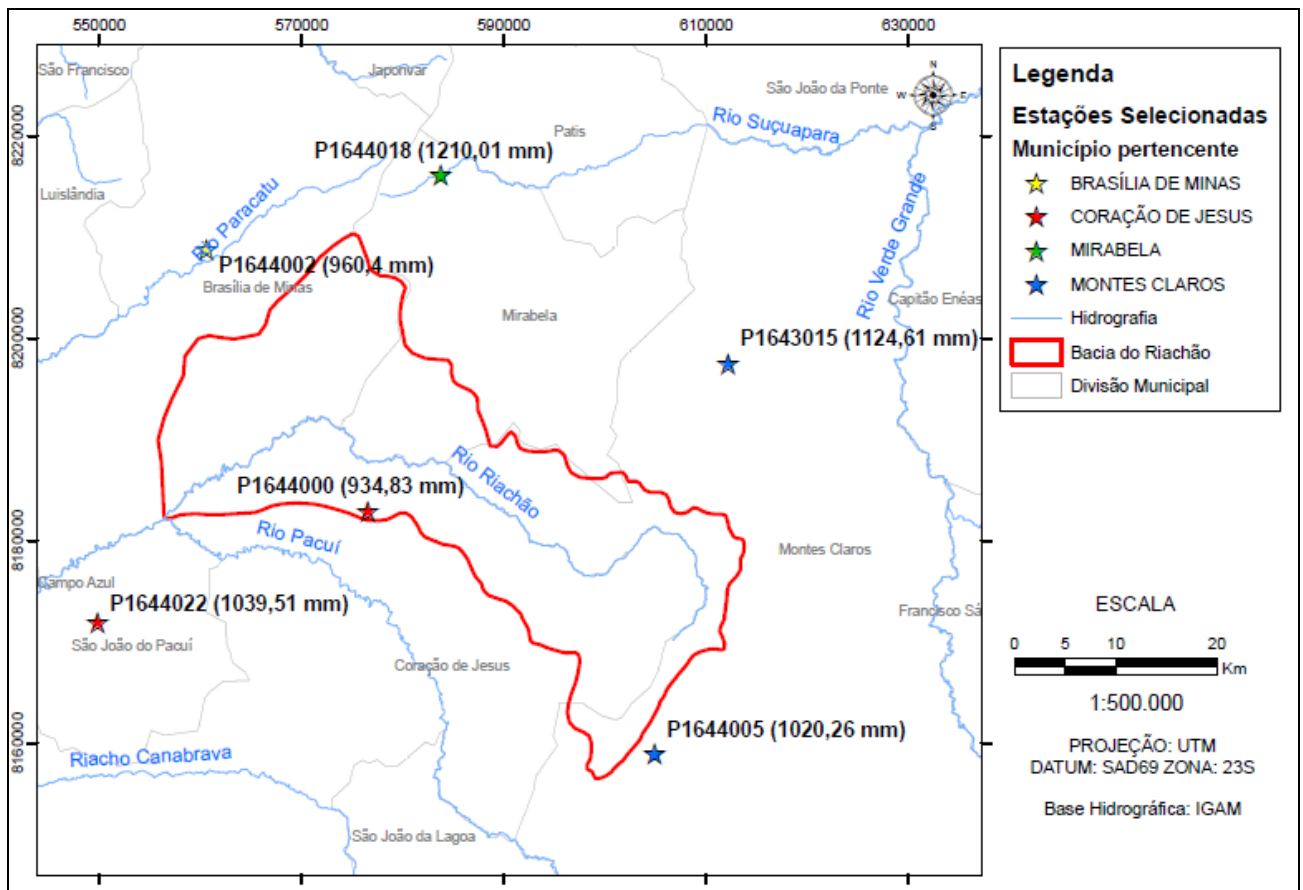 550000 570000 590000 610000 630000
8220000
8200000
8180000
8160000
São Francisco
Japonvar
São João da Ponte
Rio Suçuapara
Patis
P1644018 (1210,01 mm)
Luislândia
Rio Paracatu
Rio Verde Grande
P1644002 (960,4 mm)
Brasília de Minas
Capitão Enéas
Mirabela
P1643015 (1124,61 mm)
Rio Riachão
P1644000 (934,83 mm)
Rio Pacuí
Montes Claros
Campo Azul
P1644022 (1039,51 mm)
Francisco Sá
São João do Pacuí
Coração de Jesus
P1644005 (1020,26 mm)
Riacho Canabrava
São João da Lagoa
N
W E
S
Legenda
Estações Selecionadas
Município pertencente
BRASÍLIA DE MINAS
CORAÇÃO DE JESUS
MIRABELA
MONTES CLAROS
Hidrografia
Bacia do Riachão
Divisão Municipal
ESCALA
0 5 10 20
Km
1:500.000
PROJEÇÃO: UTM
DATUM: SAD69 ZONA: 23S
Base Hidrográfica: IGAM